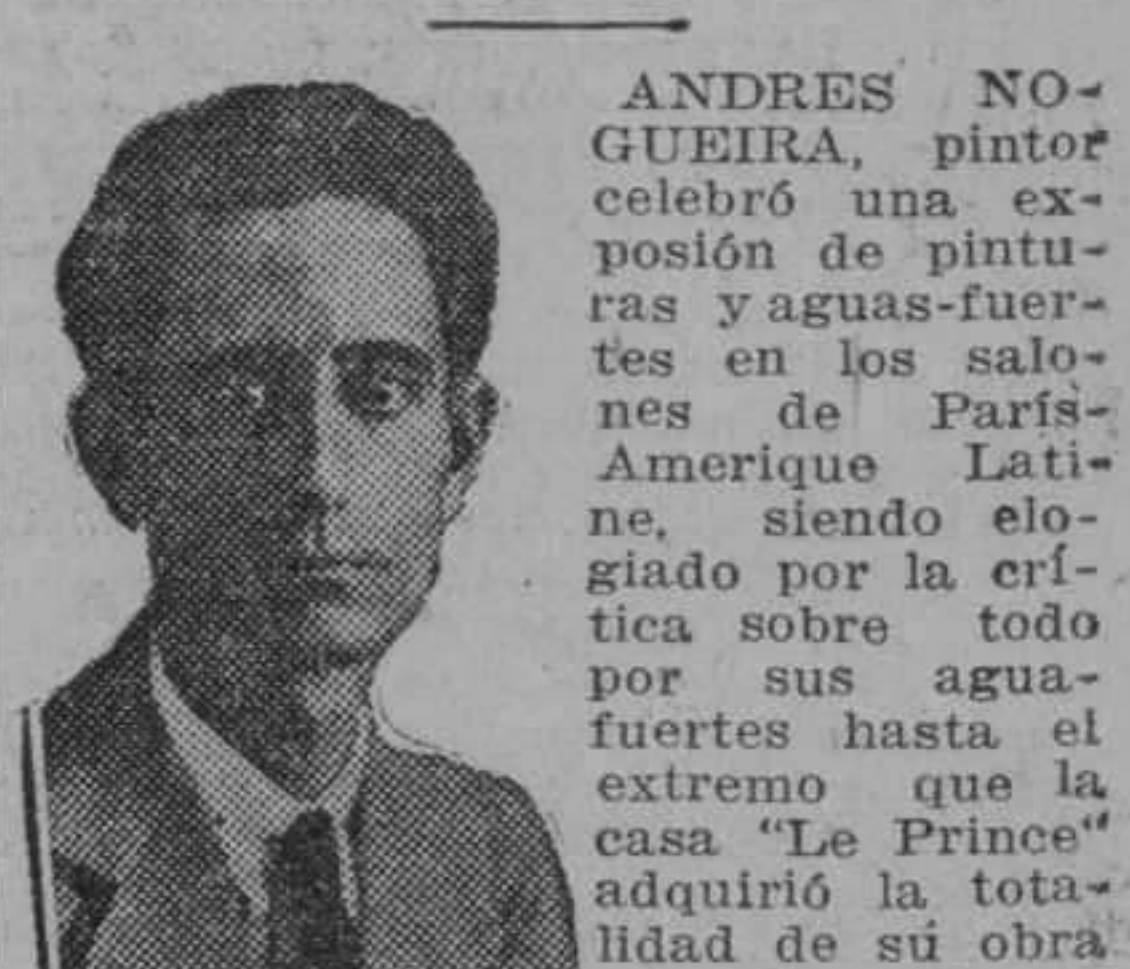 ANDRES NO-
GUEIRA, pintor
celebró una ex-
posión de pintu-
ras y aguas-fuer-
tes en los salo-
nes de París-
Amerique Lati-
ne, siendo elo-
giado por la crí-
tica sobre todo
por sus agua-
fuertes hasta el
extremo que la
casa "Le Prince"
adquirió la tota-
lidad de sú obra